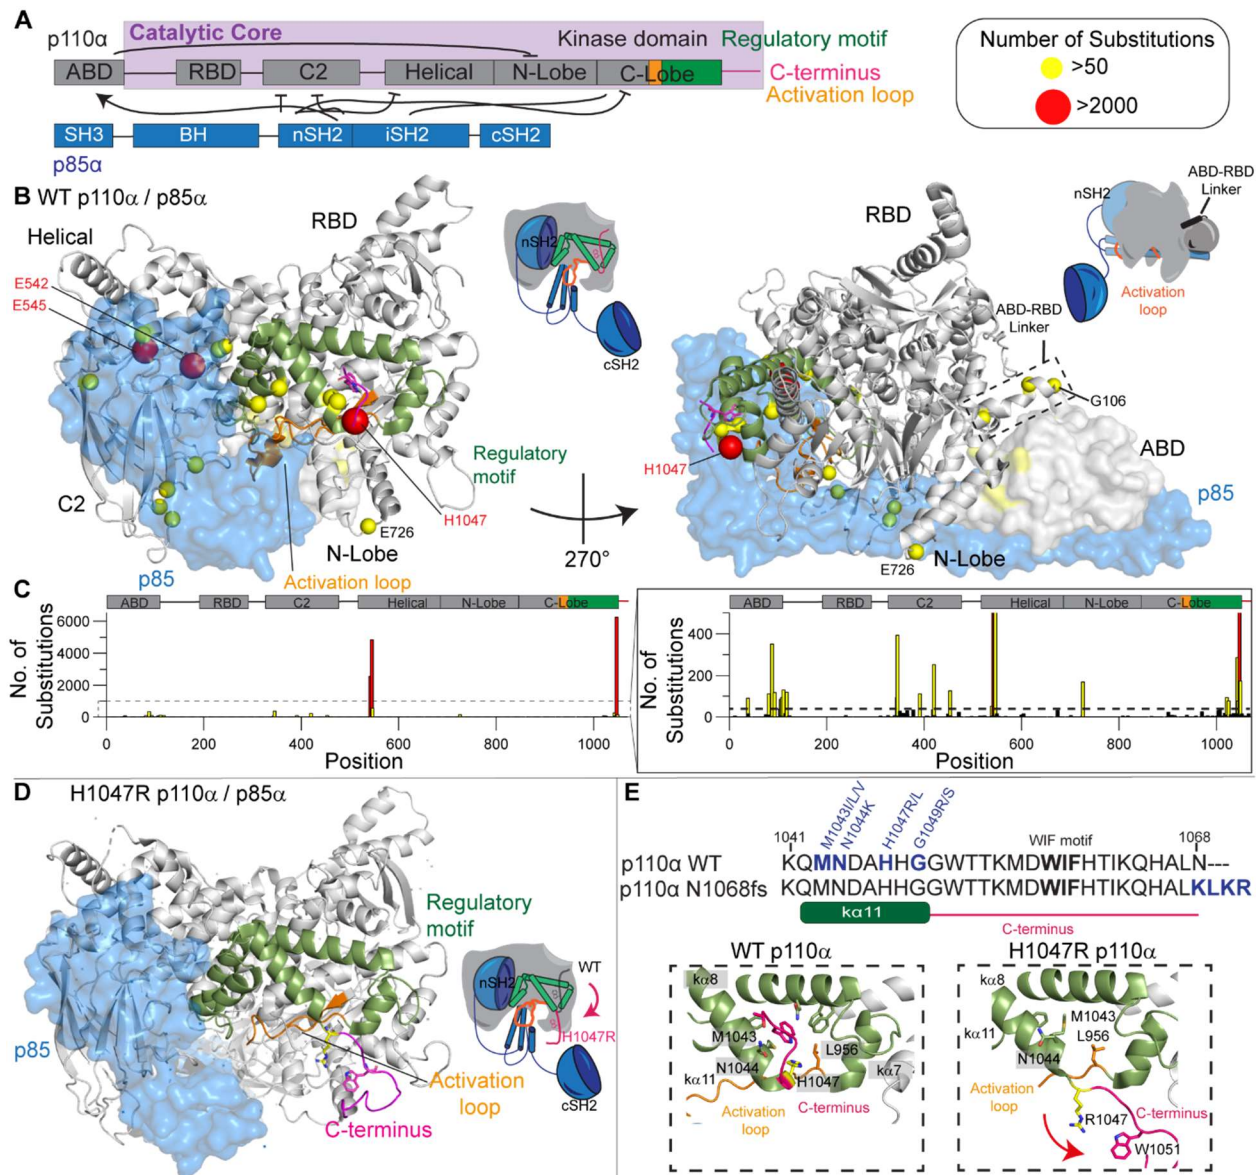 A
p110α
Catalytic Core
Kinase domain
Regulatory motif
ABD
RBD
C2
Helical
N-Lobe
C-Lobe
C-terminus
Activation loop
SH3
BH
nSH2
iSH2
cSH2
p85α
Number of Substitutions
>50
>2000
B WT p110α / p85α
RBD
Helical
E542
E545
C2
p85
Activation loop
N-Lobe
E726
H1047
Regulatory
motif
nSH2
cSH2
270°
RBD
nSH2
ABD-RBD
Linker
Activation
loop
ABD-RBD
Linker
G106
ABD
H1047
p85
E726
N-Lobe
C
ABD
RBD
C2
Helical
N-Lobe
C-Lobe
No. of
Substitutions
6000
4000
2000
0
0
200
400
600
800
1000
Position
ABD
RBD
C2
Helical
N-Lobe
C-Lobe
No. of
Substitutions
400
200
0
0
200
400
600
800
1000
Position
D
H1047R p110α / p85α
Regulatory
motif
p85
Activation
loop
C-terminus
nSH2
WT
H1047R
cSH2
E
M1043I/L/V
N1044K
H1047R/L
G1049R/S
1041
WIF motif
1068
p110α WT KQMNDAHHGGWTTKMDWIFHTIKQHALN---
p110α N1068fs KQMNDAHHGGWTTKMDWIFHTIKQHALKLKR
kα11
C-terminus
WT p110α
kα8
M1043
N1044
L956
H1047
kα11
kα7
Activation
loop
C-terminus
H1047R p110α
kα8
M1043
kα11
L956
N1044
Activation
loop
C-terminus
R1047
W1051